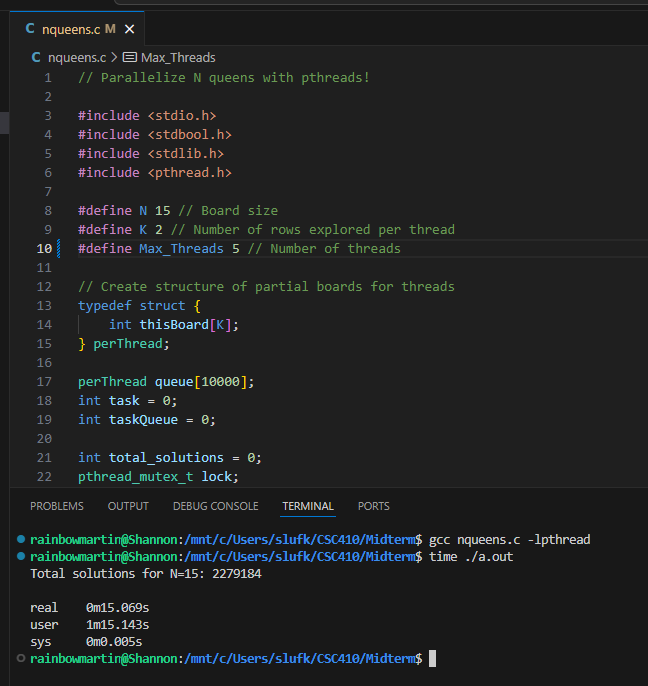 nqueens.c M
nqueens.c > Max_Threads
1 // Parallelize N queens with pthreads!
2
3 #include <stdio.h>
4 #include <stdbool.h>
5 #include <stdlib.h>
6 #include <pthread.h>
7
8 #define N 15 // Board size
9 #define K 2 // Number of rows explored per thread
10 #define Max_Threads 5 // Number of threads
11
12 // Create structure of partial boards for threads
13 typedef struct {
14     int thisBoard[K];
15 } perThread;
16
17 perThread queue[10000];
18 int task = 0;
19 int taskQueue = 0;
20
21 int total_solutions = 0;
22 pthread_mutex_t lock;
PROBLEMS OUTPUT DEBUG CONSOLE TERMINAL PORTS
rainbowmartin@Shannon:/mnt/c/Users/slufk/CSC410/Midterm$ gcc nqueens.c -lpthread
rainbowmartin@Shannon:/mnt/c/Users/slufk/CSC410/Midterm$ time ./a.out
Total solutions for N=15: 2279184
real 0m15.069s
user 1m15.143s
sys 0m0.005s
rainbowmartin@Shannon:/mnt/c/Users/slufk/CSC410/Midterm$